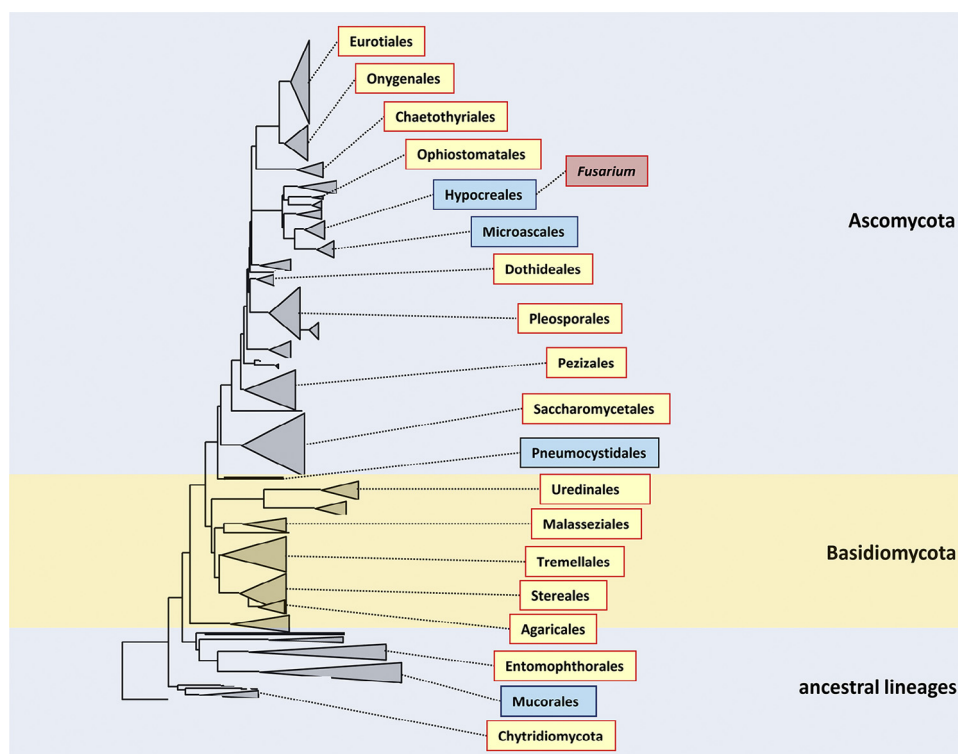 Eurotiales
Onygenales
Chaetothyriales
Ophiostomatales
Fusarium
Hypocreales
Ascomycota
Microascales
Dothideales
Pleosporales
Pezizales
Saccharomycetales
Pneumocystidales
Uredinales
Malasseziales
Basidiomycota
Tremellales
Stereales
Agaricales
Entomophthorales
ancestral lineages
Mucorales
Chytridiomycota